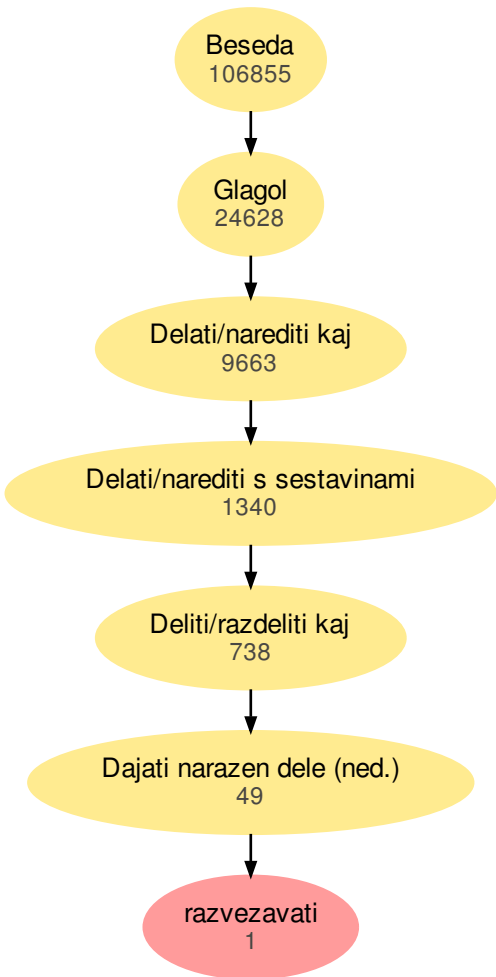 Beseda
106855
Glagol
24628
Delati/narediti kaj
9663
Delati/narediti s sestavinami
1340
Deliti/razdeliti kaj
738
Dajati narazen dele (ned.)
49
razvezavati
1